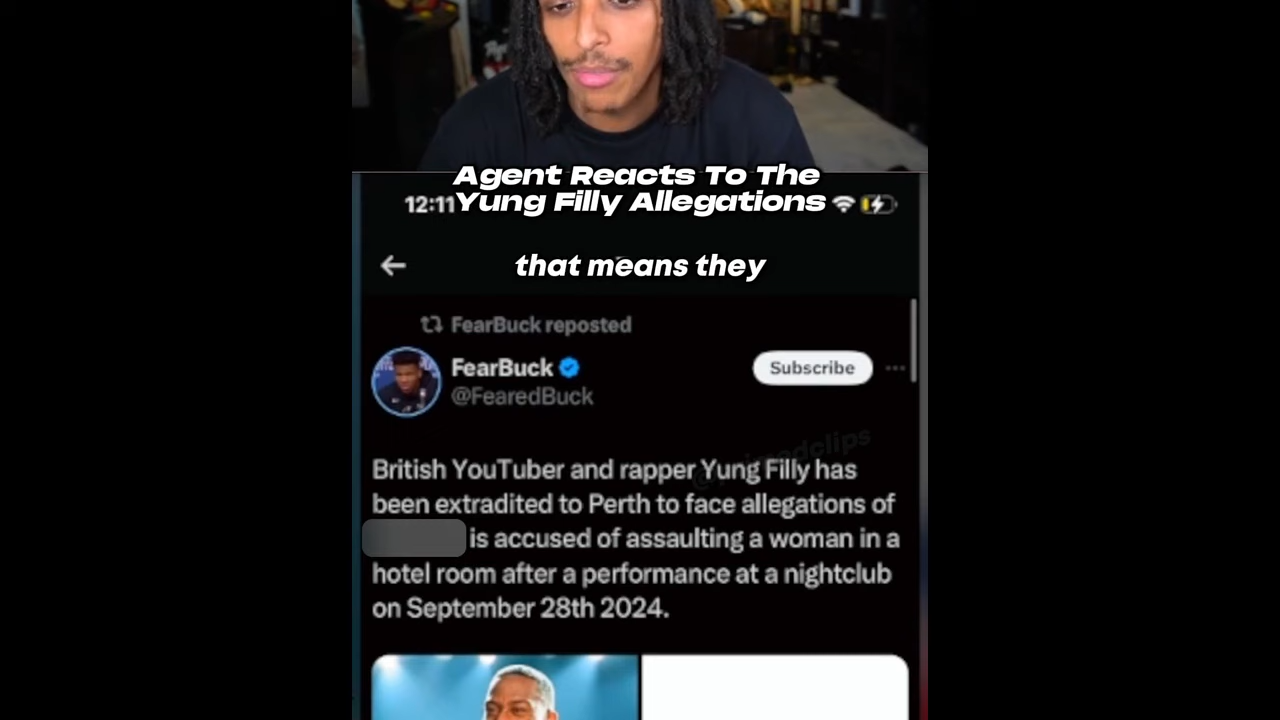 Agent Reacts To The
12:11 Yung Filly Allegations
that means they
FearBuck reposted
FearBuck
Subscribe
@FearedBuck
British YouTuber and rapper Yung Filly has
been extradited to Perth to face allegations of
is accused of assaulting a woman in a
hotel room after a performance at a nightclub
on September 28th 2024.